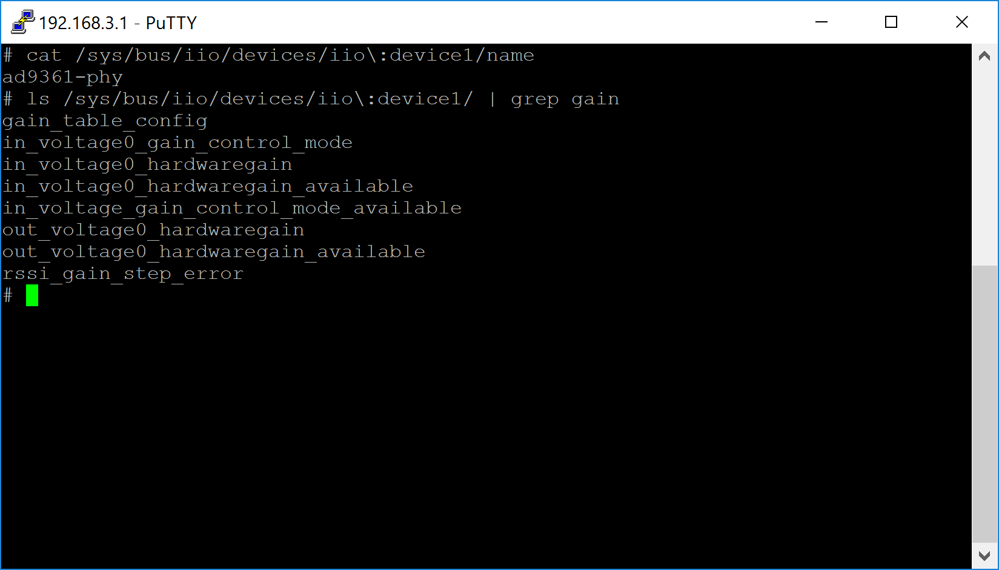 192.168.3.1 - PuTTY
# cat /sys/bus/iio/devices/iio\:device1/name
ad9361-phy
# ls /sys/bus/iio/devices/iio\:device1/ | grep gain
gain_table_config
in_voltage0_gain_control_mode
in_voltage0_hardwaregain
in_voltage0_hardwaregain_available
in_voltage_gain_control_mode_available
out_voltage0_hardwaregain
out_voltage0_hardwaregain_available
rssi_gain_step_error
#